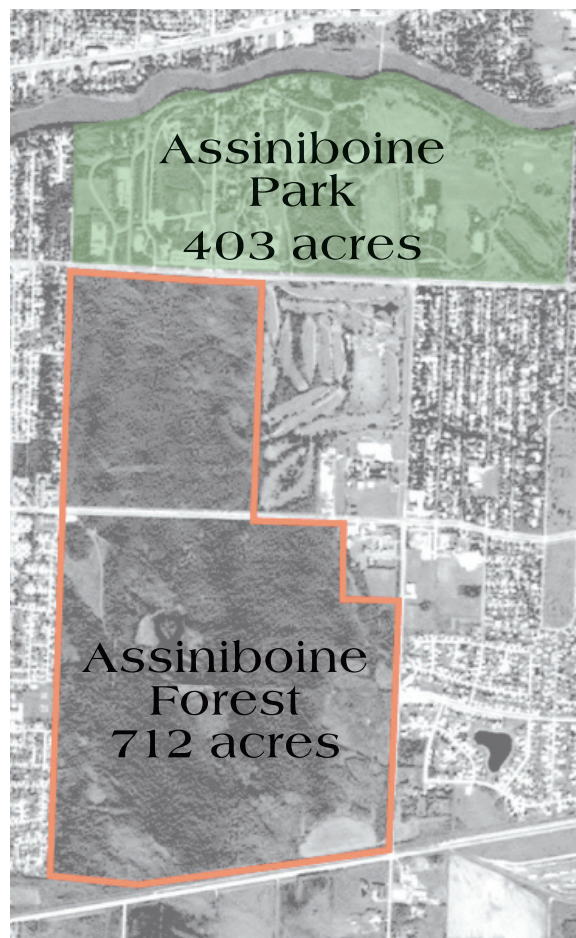 Assiniboine
Park
403 acres
Assiniboine
Forest
712 acres